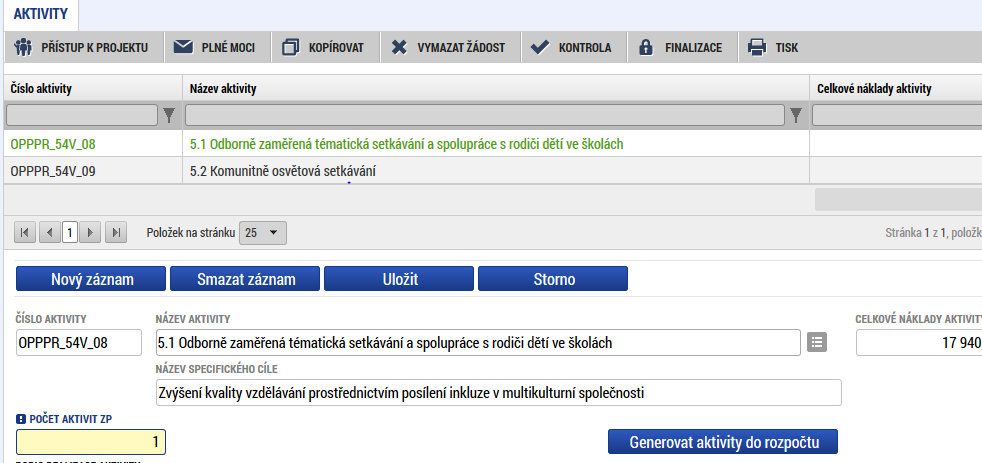 AKTIVITY
PŘÍSTUP K PROJEKTU PLNÉ MOCI KOPÍROVAT VYMAZAT ŽÁDOST KONTROLA FINALIZACE TISK
Číslo aktivity Název aktivity Celkové náklady aktivity
OPPPR_54V_08 5.1 Odborně zaměřená tématická setkávání a spolupráce s rodiči dětí ve školách
OPPPR_54V_09 5.2 Komunitně osvětová setkávání
1 Položek na stránku 25 Stránka 1 z 1, položk
Nový záznam Smazat záznam Uložit Storno
ČÍSLO AKTIVITY NÁZEV AKTIVITY CELKOVÉ NÁKLADY AKTIVITY
OPPPR_54V_08 5.1 Odborně zaměřená tématická setkávání a spolupráce s rodiči dětí ve školách 17 940
NÁZEV SPECIFICKÉHO CÍLE
Zvýšení kvality vzdělávání prostřednictvím posílení inkluze v multikulturní společnosti
POČET AKTIVIT ZP
1 Generovat aktivity do rozpočtu